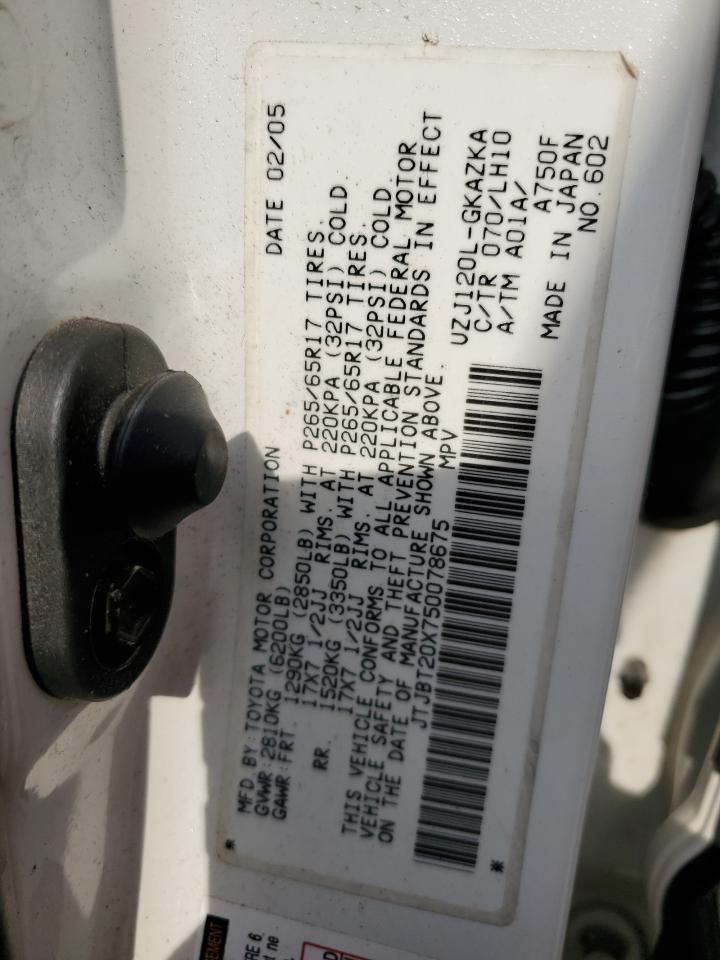 MFD BY: TOYOTA MOTOR CORPORATION DATE 02/05
GVWR: 2810KG (6200LB)
GAWR: FRT. 1290KG (2850LB) WITH P265/65R17 TIRES.
17X7 1/2JJ RIMS. AT 220KPA (32PSI) COLD.
RR. 1520KG (3350LB) WITH P265/65R17 TIRES.
17X7 1/2JJ RIMS. AT 220KPA (32PSI) COLD
THIS VEHICLE CONFORMS TO ALL APPLICABLE FEDERAL MOTOR
VEHICLE SAFETY AND THEFT PREVENTION STANDARDS IN EFFECT
ON THE DATE OF MANUFACTURE SHOWN ABOVE.
JTJBT20X750078675 MPV
* *
UZJ120L-GKAZKA
C/TR 070/LH10
A/TM A01A/
A750F
MADE IN JAPAN
NO.602
EMENT
RE 6